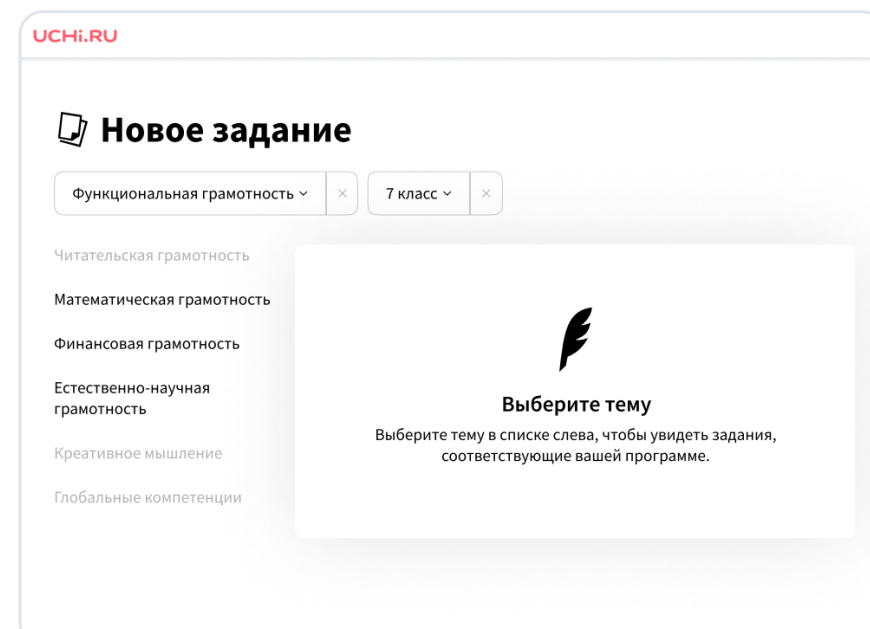 UCHi.RU
Новое задание
Функциональная грамотность
7 класс
Читательская грамотность
Математическая грамотность
Финансовая грамотность
Естественно-научная
грамотность
Креативное мышление
Глобальные компетенции
Выберите тему
Выберите тему в списке слева, чтобы увидеть задания,
соответствующие вашей программе.